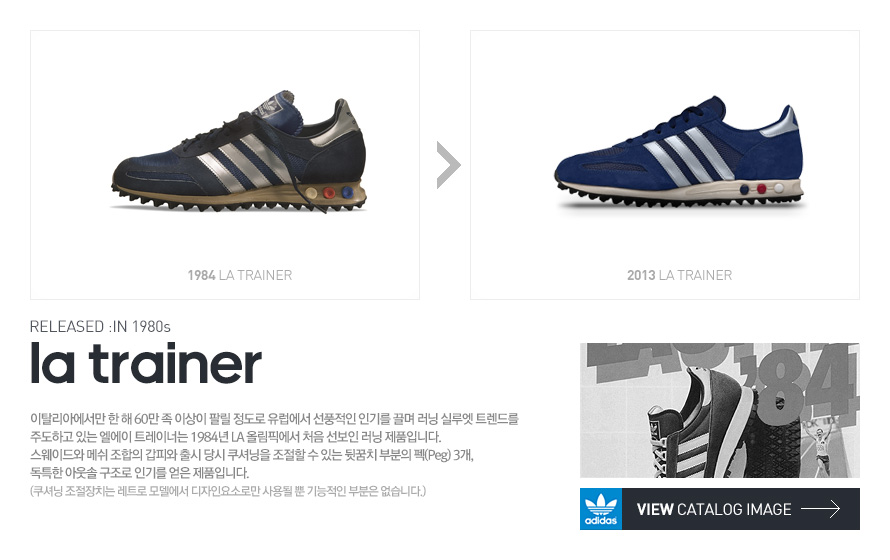 1984 LA TRAINER
2013 LA TRAINER
RELEASED :IN 1980s
la trainer
이탈리아에서만 한 해 60만 족 이상이 팔릴 정도로 유럽에서 선풍적인 인기를 끌며 러닝 실루엣 트렌드를
주도하고 있는 엘에이 트레이너는 1984년 LA 올림픽에서 처음 선보인 러닝 제품입니다.
스웨이드와 메쉬 조합의 갑피와 출시 당시 쿠셔닝을 조절할 수 있는 뒷꿈치 부분의 펙(Peg) 3개,
독특한 아웃솔 구조로 인기를 얻은 제품입니다.
(쿠셔닝 조절장치는 레트로 모델에서 디자인요소로만 사용될 뿐 기능적인 부분은 없습니다.)
'84
adidas
VIEW CATALOG IMAGE